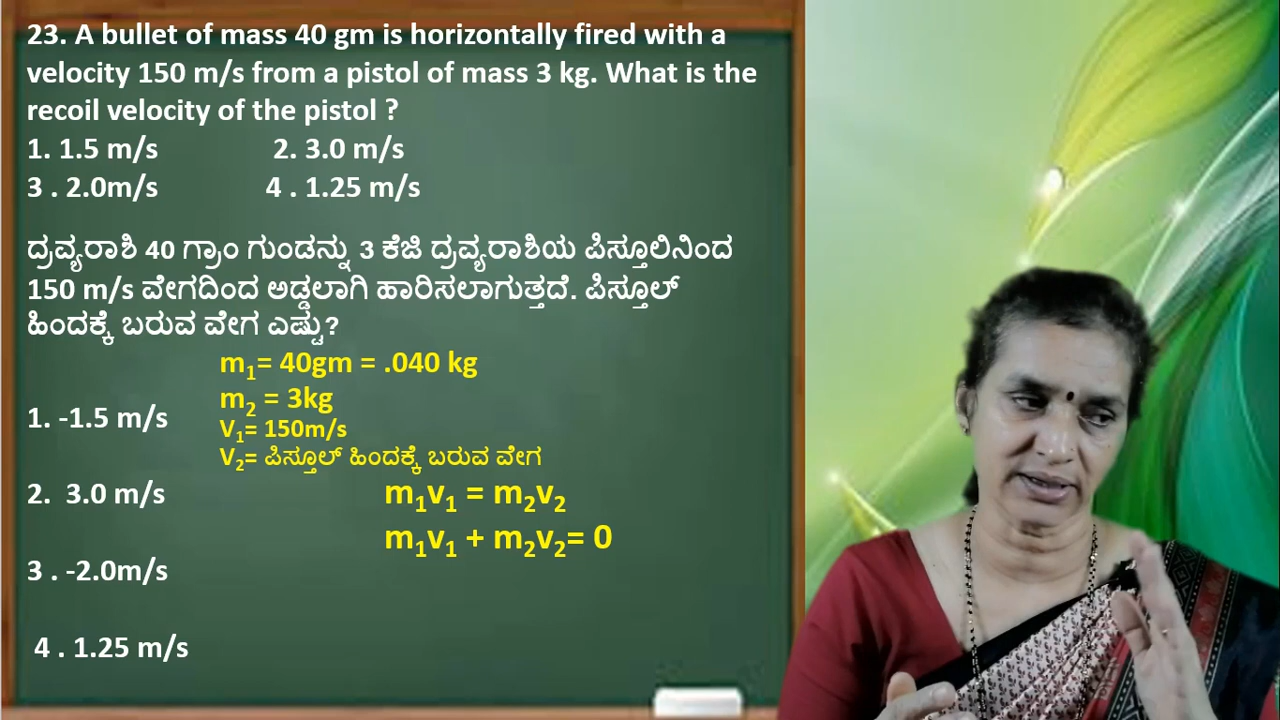 23. A bullet of mass 40 gm is horizontally fired with a
velocity 150 m/s from a pistol of mass 3 kg. What is the
recoil velocity of the pistol ?
1. 1.5 m/s 2. 3.0 m/s
3 . 2.0m/s 4 . 1.25 m/s
ದ್ರವ್ಯರಾಶಿ 40 ಗ್ರಾಂ ಗುಂಡನ್ನು 3 ಕೆಜಿ ದ್ರವ್ಯರಾಶಿಯ ಪಿಸ್ತೂಲಿನಿಂದ
150 m/s ವೇಗದಿಂದ ಅಡ್ಡಲಾಗಿ ಹಾರಿಸಲಾಗುತ್ತದೆ. ಪಿಸ್ತೂಲ್
ಹಿಂದಕ್ಕೆ ಬರುವ ವೇಗ ಎಷ್ಟು?
m₁= 40gm = .040 kg
m₂ = 3kg
1. -1.5 m/s
V₁= 150m/s
V₂= ಪಿಸ್ತೂಲ್ ಹಿಂದಕ್ಕೆ ಬರುವ ವೇಗ
2. 3.0 m/s
m₁v₁ = m₂v₂
m₁v₁ + m₂v₂= 0
3 . -2.0m/s
4 . 1.25 m/s